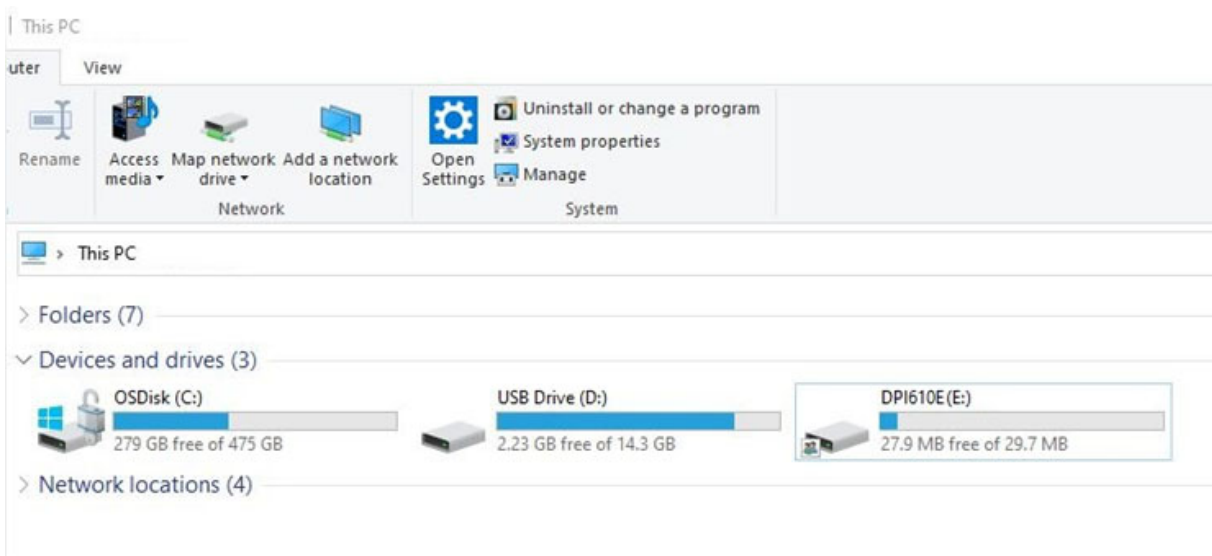 | This PC
uter View
Rename
Access media
Map network drive
Add a network location
Open Settings
Uninstall or change a program
System properties
Manage
Network
System
> This PC
> Folders (7)
Devices and drives (3)
OSDisk (C:)
279 GB free of 475 GB
USB Drive (D:)
2.23 GB free of 14.3 GB
DPI610E(E:)
27.9 MB free of 29.7 MB
> Network locations (4)